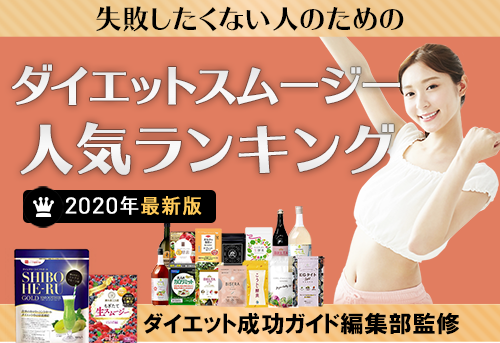 失敗したくない人のための
ダイエットスムージー
人気ランキング
2020年最新版
SHIBO
HE-RU
GOLD
生スムージー
ダイエット成功ガイド編集部監修